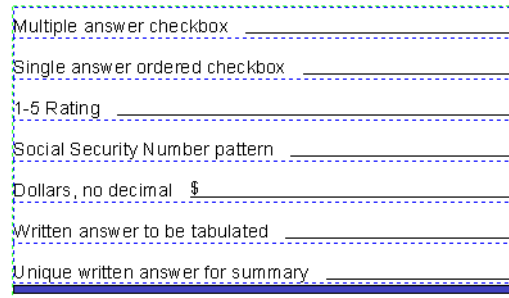 Multiple answer checkbox
Single answer ordered checkbox
1-5 Rating
Social Security Number pattern
Dollars, no decimal $
Written answer to be tabulated
Unique written answer for summary